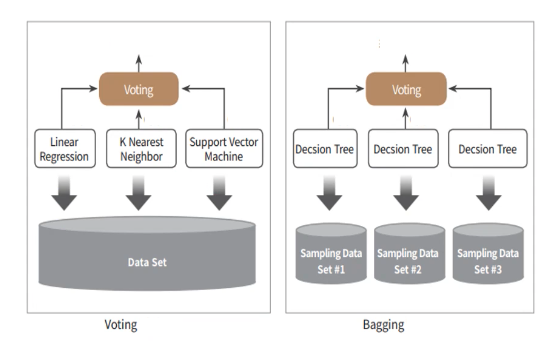 Voting
Linear
Regression
K Nearest
Neighbor
Support Vector
Machine
Data Set
Voting
Voting
Decsion Tree
Decsion Tree
Decsion Tree
Sampling Data
Set #1
Sampling Data
Set #2
Sampling Data
Set #3
Bagging